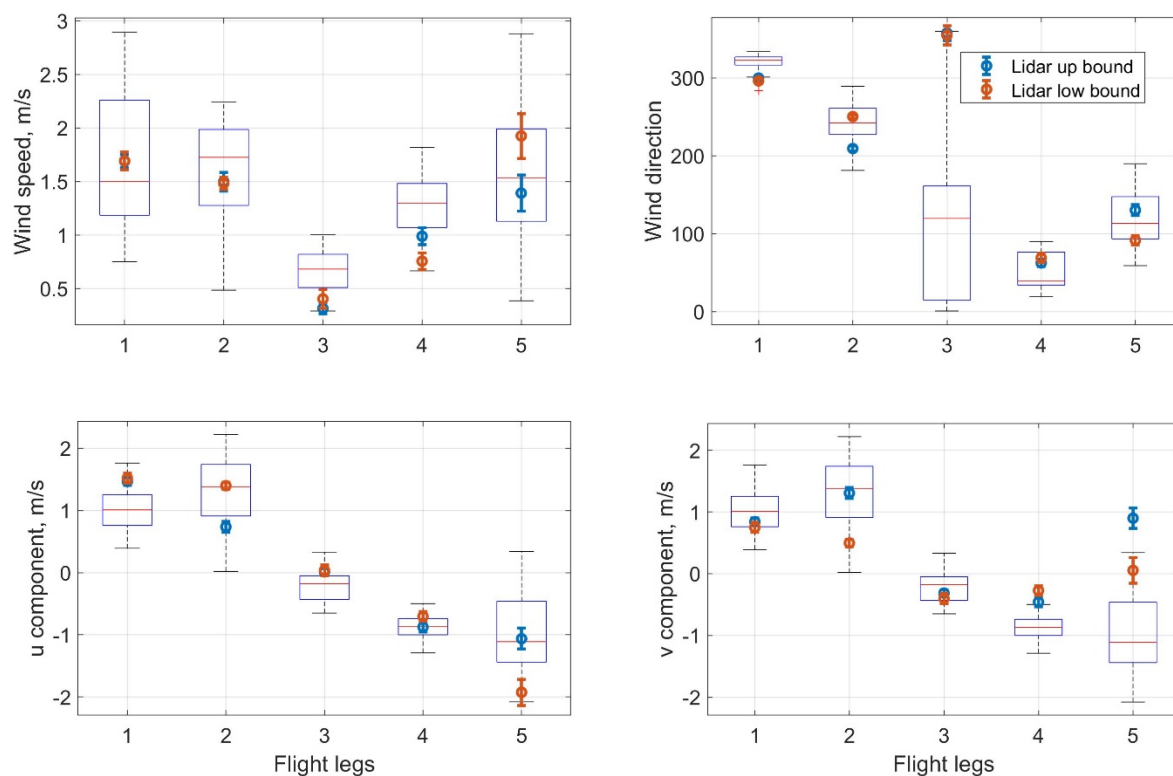 Wind speed, m/s
3
2.5
2
1.5
1
0.5
1 2 3 4 5
Wind direction
300
200
100
0
1 2 3 4 5
Lidar up bound
Lidar low bound
u component, m/s
2
1
0
-1
-2
1 2 3 4 5
Flight legs
v component, m/s
2
1
0
-1
-2
1 2 3 4 5
Flight legs